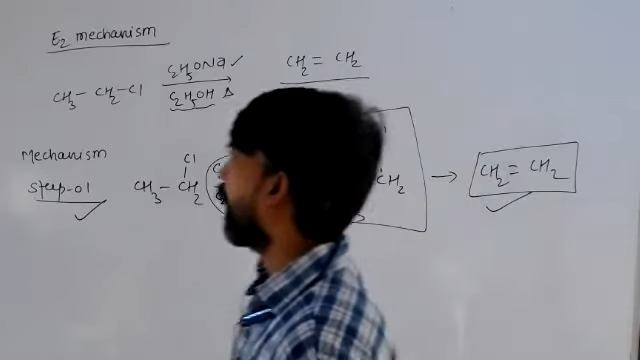 E2 mechanism
C2H5ONa ✓
CH3 - CH2 - Cl
CH2 = CH2
C2H5OH Δ
Mechanism
Cl
Step-01
CH3 - CH2
CH2 → CH2 = CH2